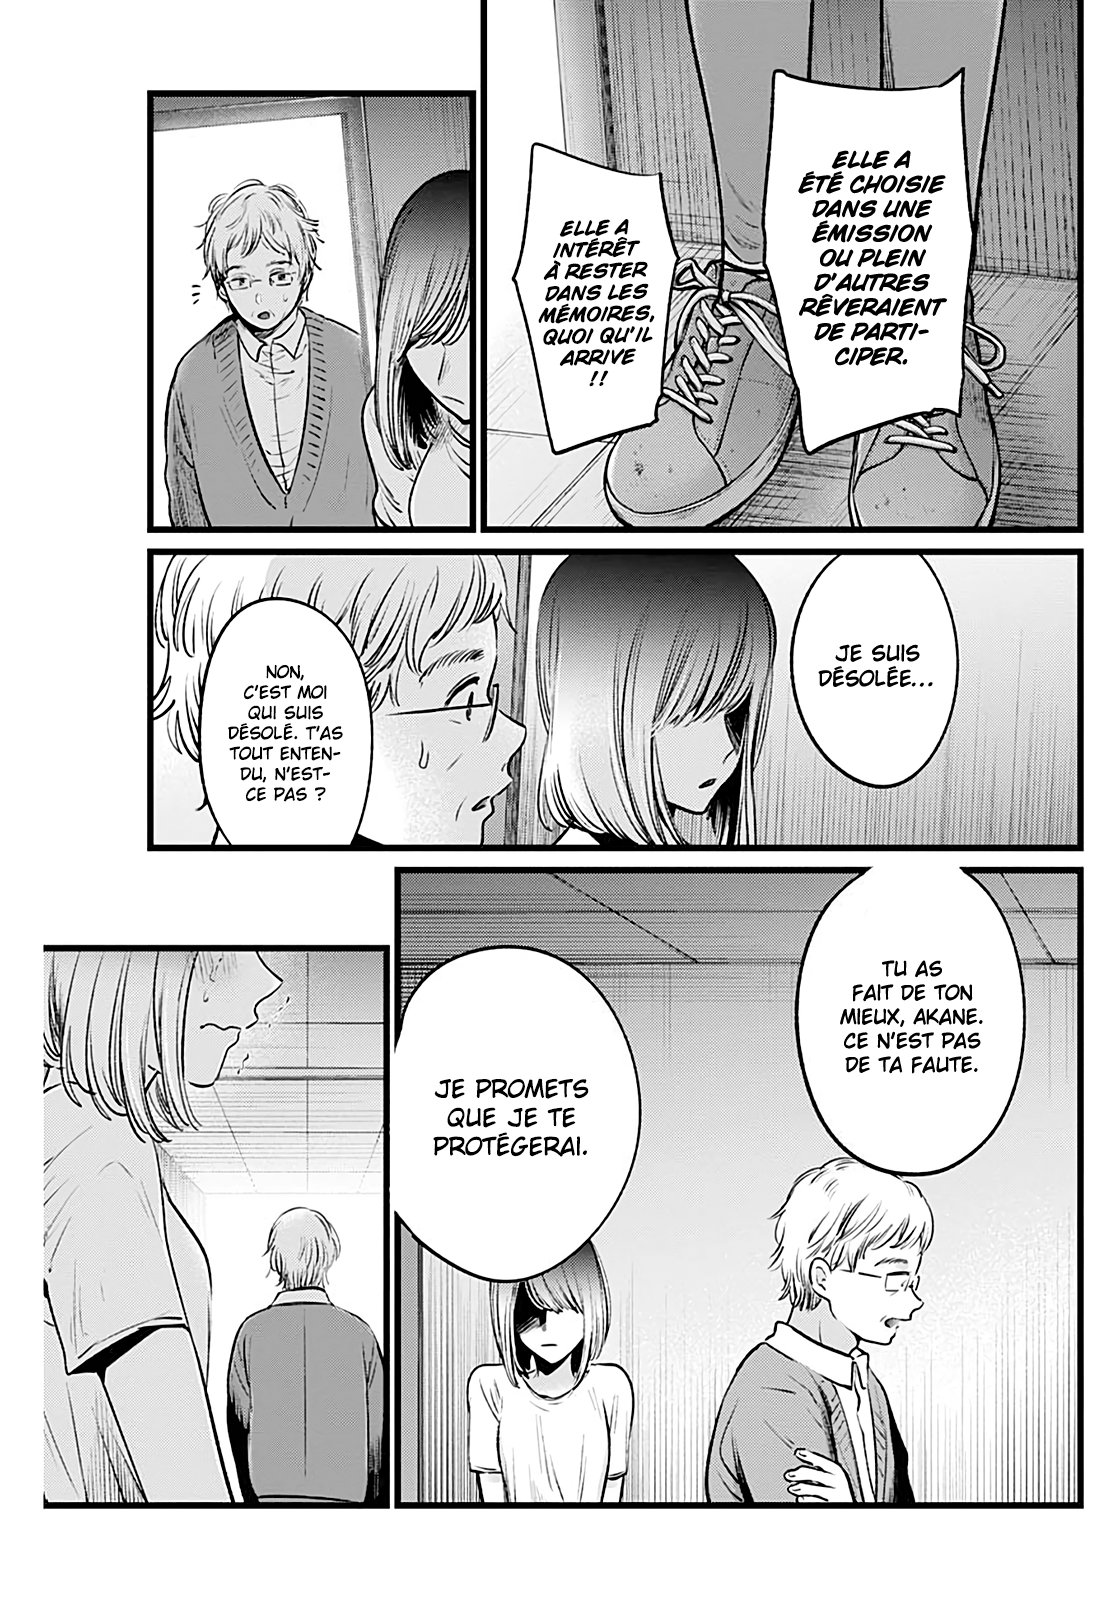 ELLE A
ÉTÉ CHOISIE
DANS UNE
ÉMISSION
OU PLEIN
D'AUTRES
RÊVERAIENT
DE PARTI-
CIPER.
ELLE A
INTÉRÊT
À RESTER
DANS LES
MÉMOIRES,
QUOI QU'IL
ARRIVE
!!
JE SUIS
DÉSOLÉE...
NON,
C'EST MOI
QUI SUIS
DÉSOLÉ. T'AS
TOUT ENTEN-
DU, N'EST-
CE PAS ?
TU AS
FAIT DE TON
MIEUX, AKANE.
CE N'EST PAS
DE TA FAUTE.
JE PROMETS
QUE JE TE
PROTÉGERAI.